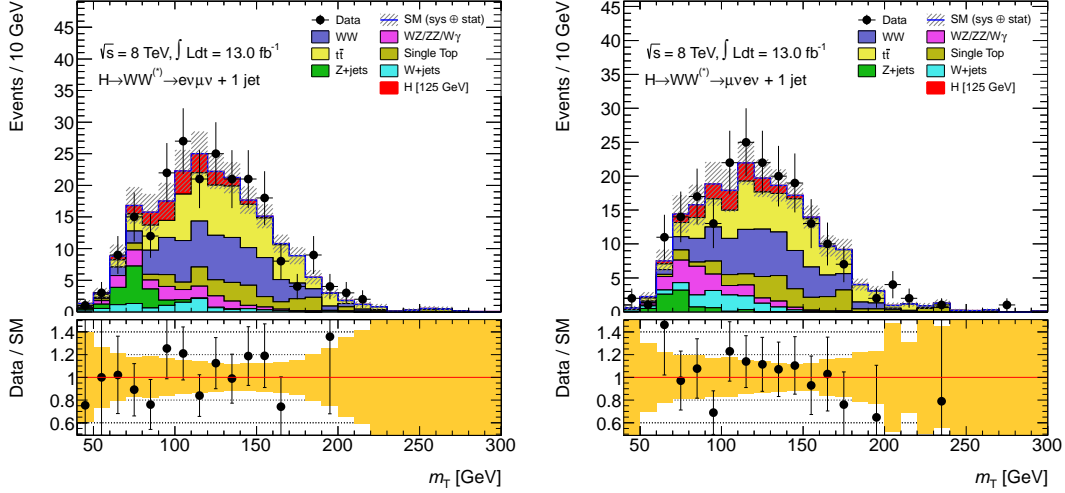 Events / 10 GeV
45
40
35
30
25
20
15
10
5
0
√s = 8 TeV, ∫ Ldt = 13.0 fb⁻¹
H→WW(*)→eνμν + 1 jet
Data
WW
tt̄
Z+jets
SM (sys ⊕ stat)
WZ/ZZ/Wγ
Single Top
W+jets
H [125 GeV]
Data / SM
1.4
1.2
1
0.8
0.6
50 100 150 200 250 300
m_T [GeV]
Events / 10 GeV
45
40
35
30
25
20
15
10
5
0
√s = 8 TeV, ∫ Ldt = 13.0 fb⁻¹
H→WW(*)→μνeν + 1 jet
Data
WW
tt̄
Z+jets
SM (sys ⊕ stat)
WZ/ZZ/Wγ
Single Top
W+jets
H [125 GeV]
Data / SM
1.4
1.2
1
0.8
0.6
50 100 150 200 250 300
m_T [GeV]